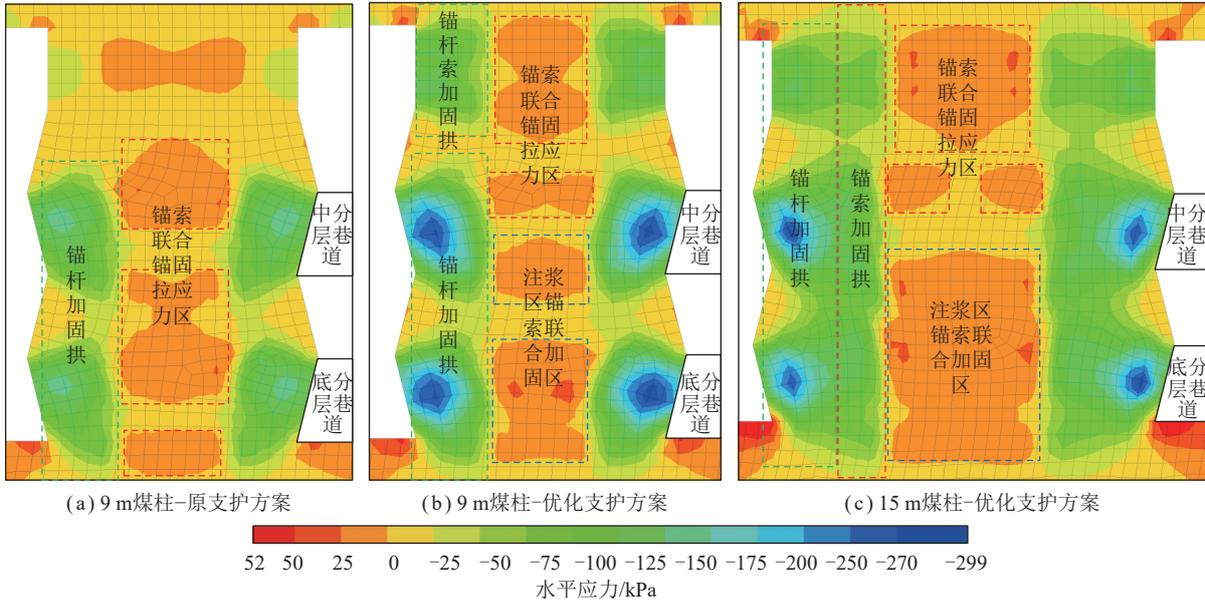 锚
杆
加
固
拱
锚索
联合
锚固
拉应
力区
中分
层巷
道
底分
层巷
道
锚
杆
索
加
固
拱
锚索
联合
锚固
拉应
力区
锚
杆
加
固
拱
注浆
区锚
索联
合加
固区
中分
层巷
道
底分
层巷
道
锚
杆
加
固
拱
锚
索
加
固
拱
锚索
联合
锚固
拉应
力区
注浆区
锚索联
合加固
区
中分
层巷
道
底分
层巷
道
(a) 9 m煤柱-原支护方案
(b) 9 m煤柱-优化支护方案
(c) 15 m煤柱-优化支护方案
52 50 25 0 −25 −50 −75 −100 −125 −150 −175 −200 −250 −270 −299
水平应力/kPa